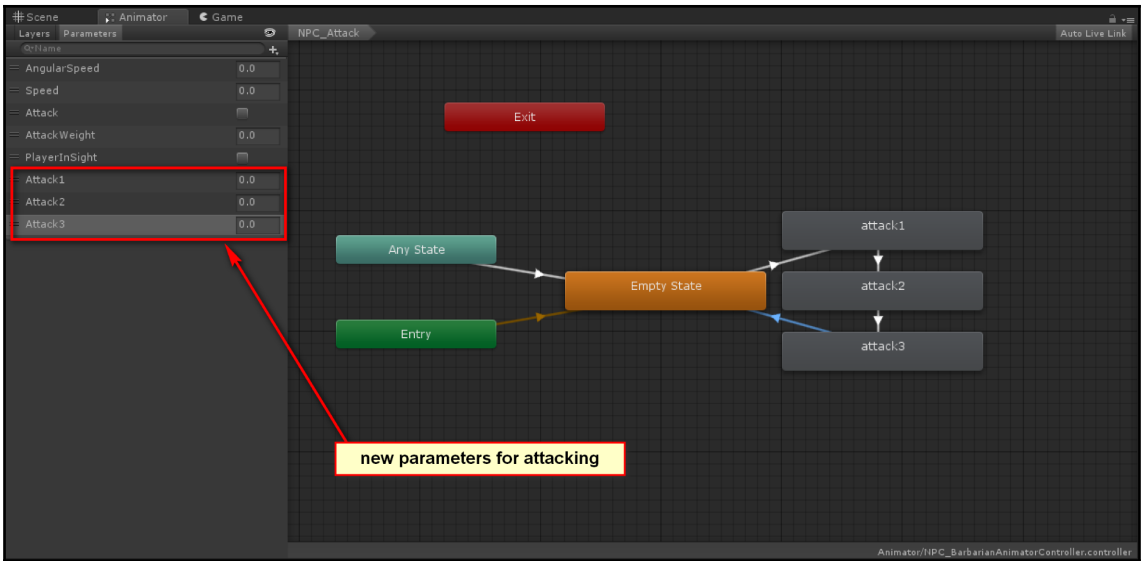 Scene Animator Game
Layers Parameters
Name
NPC_Attack
Auto Live Link
AngularSpeed 0.0
Speed 0.0
Attack
AttackWeight 0.0
PlayerInSight
Attack1 0.0
Attack2 0.0
Attack3 0.0
Exit
Any State
Entry
Empty State
attack1
attack2
attack3
new parameters for attacking
Animator/NPC_BarbarianAnimatorController.controller